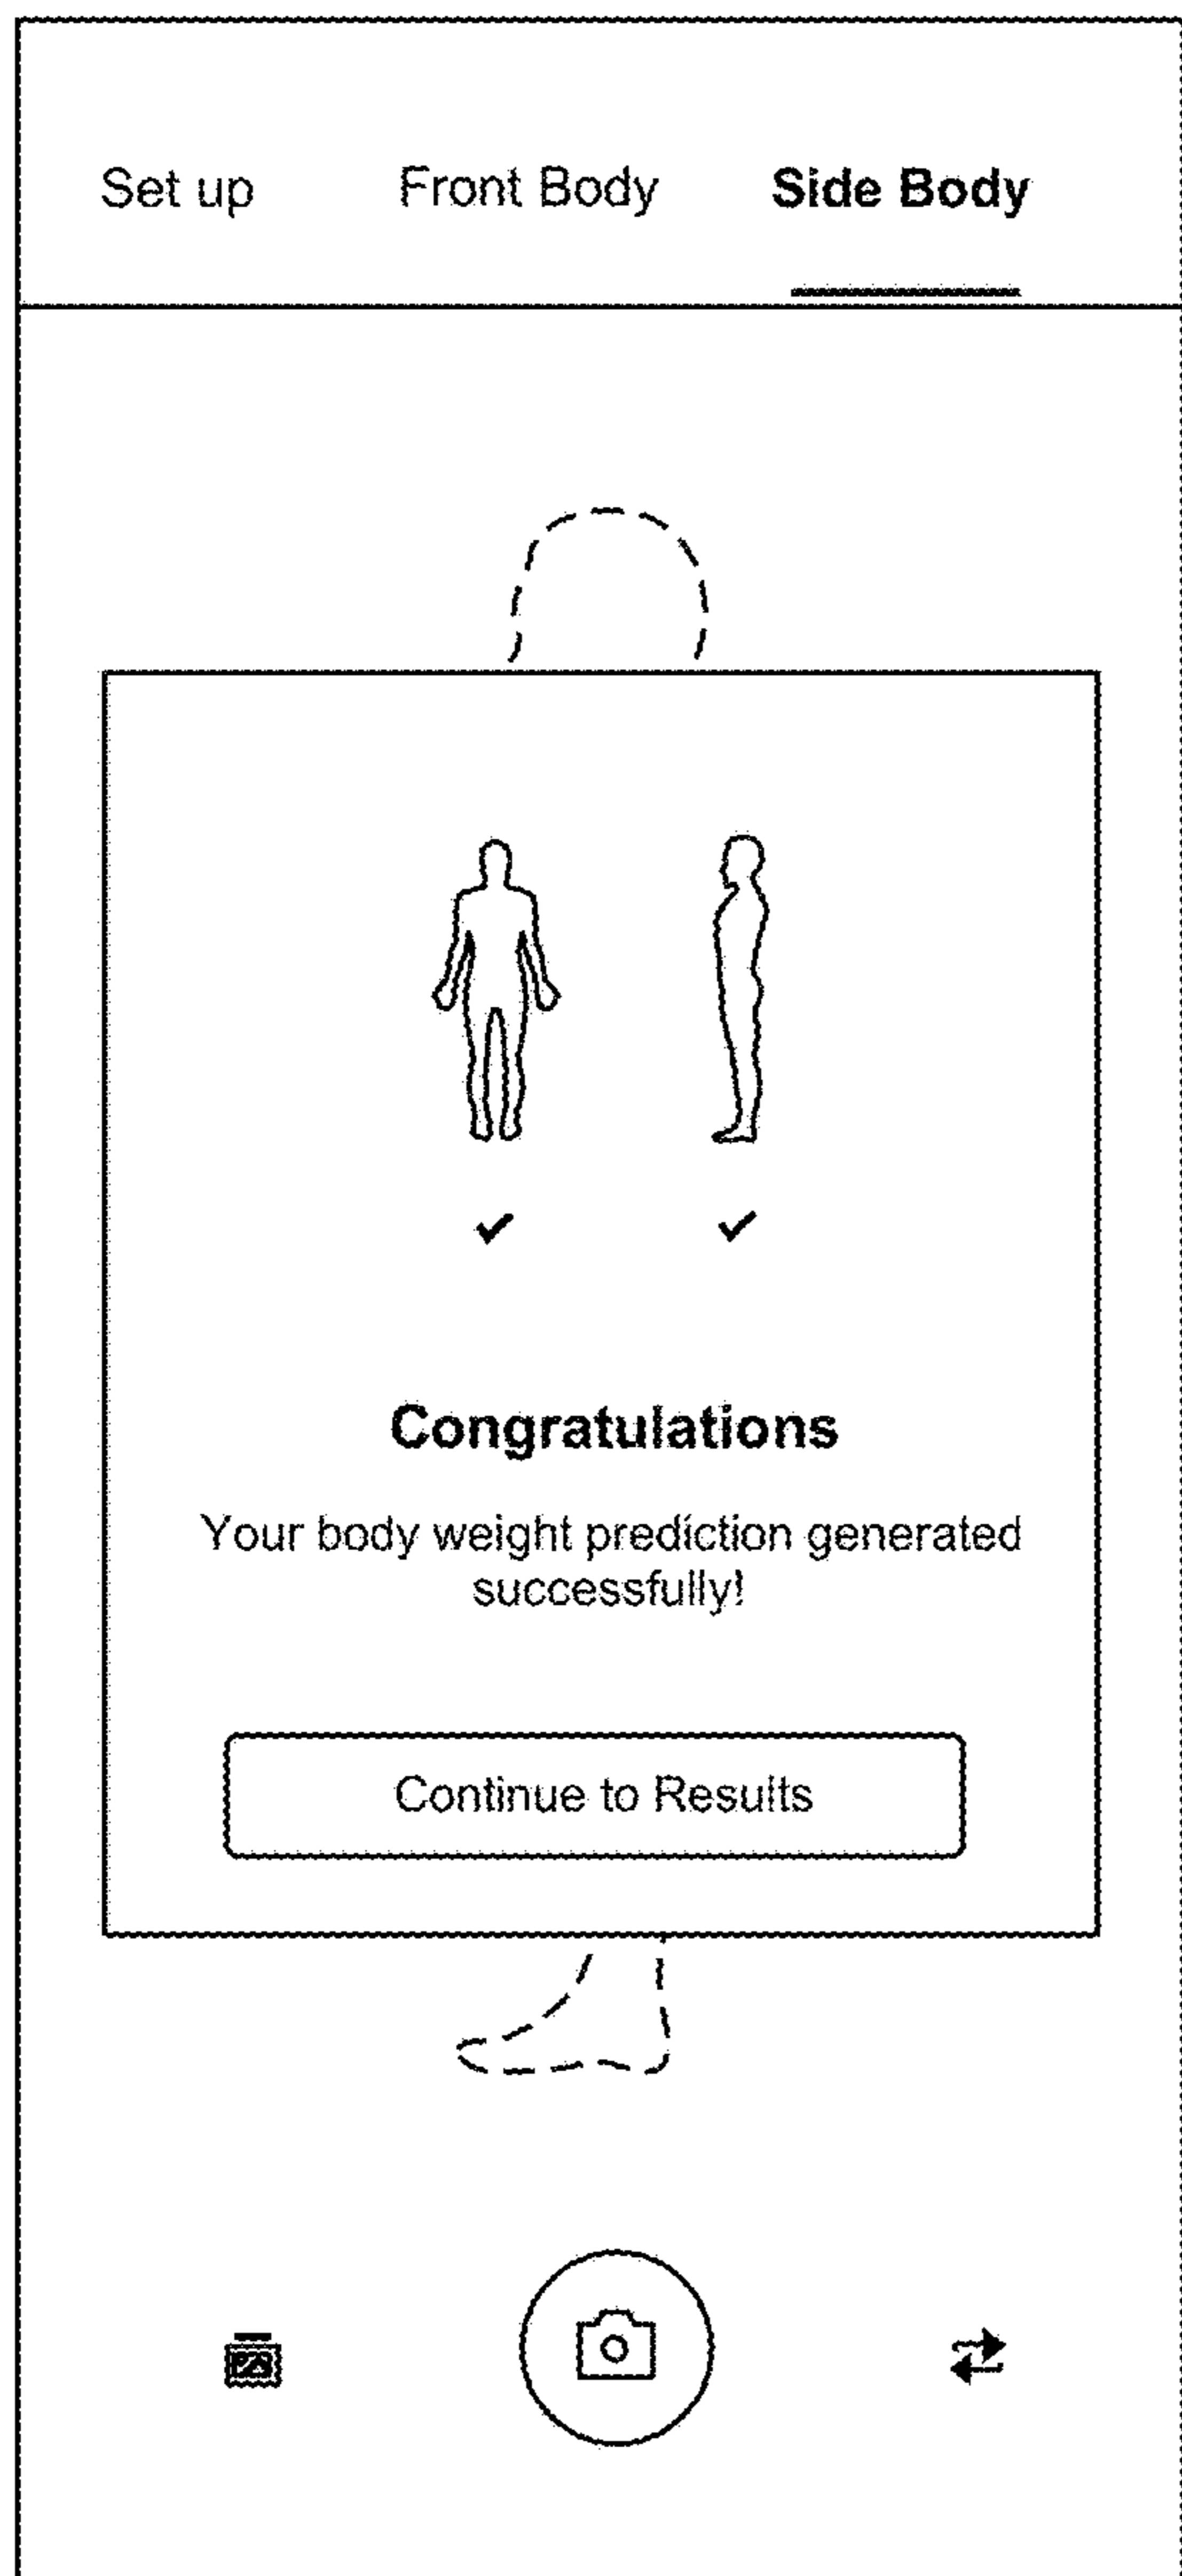 Set up Front Body Side Body
Congratulations
Your body weight prediction generated
successfully!
Continue to Results